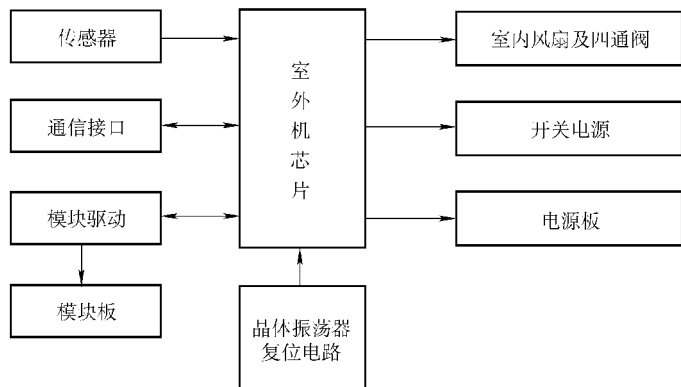 传感器
通信接口
模块驱动
模块板
室外机芯片
晶体振荡器
复位电路
室内风扇及四通阀
开关电源
电源板